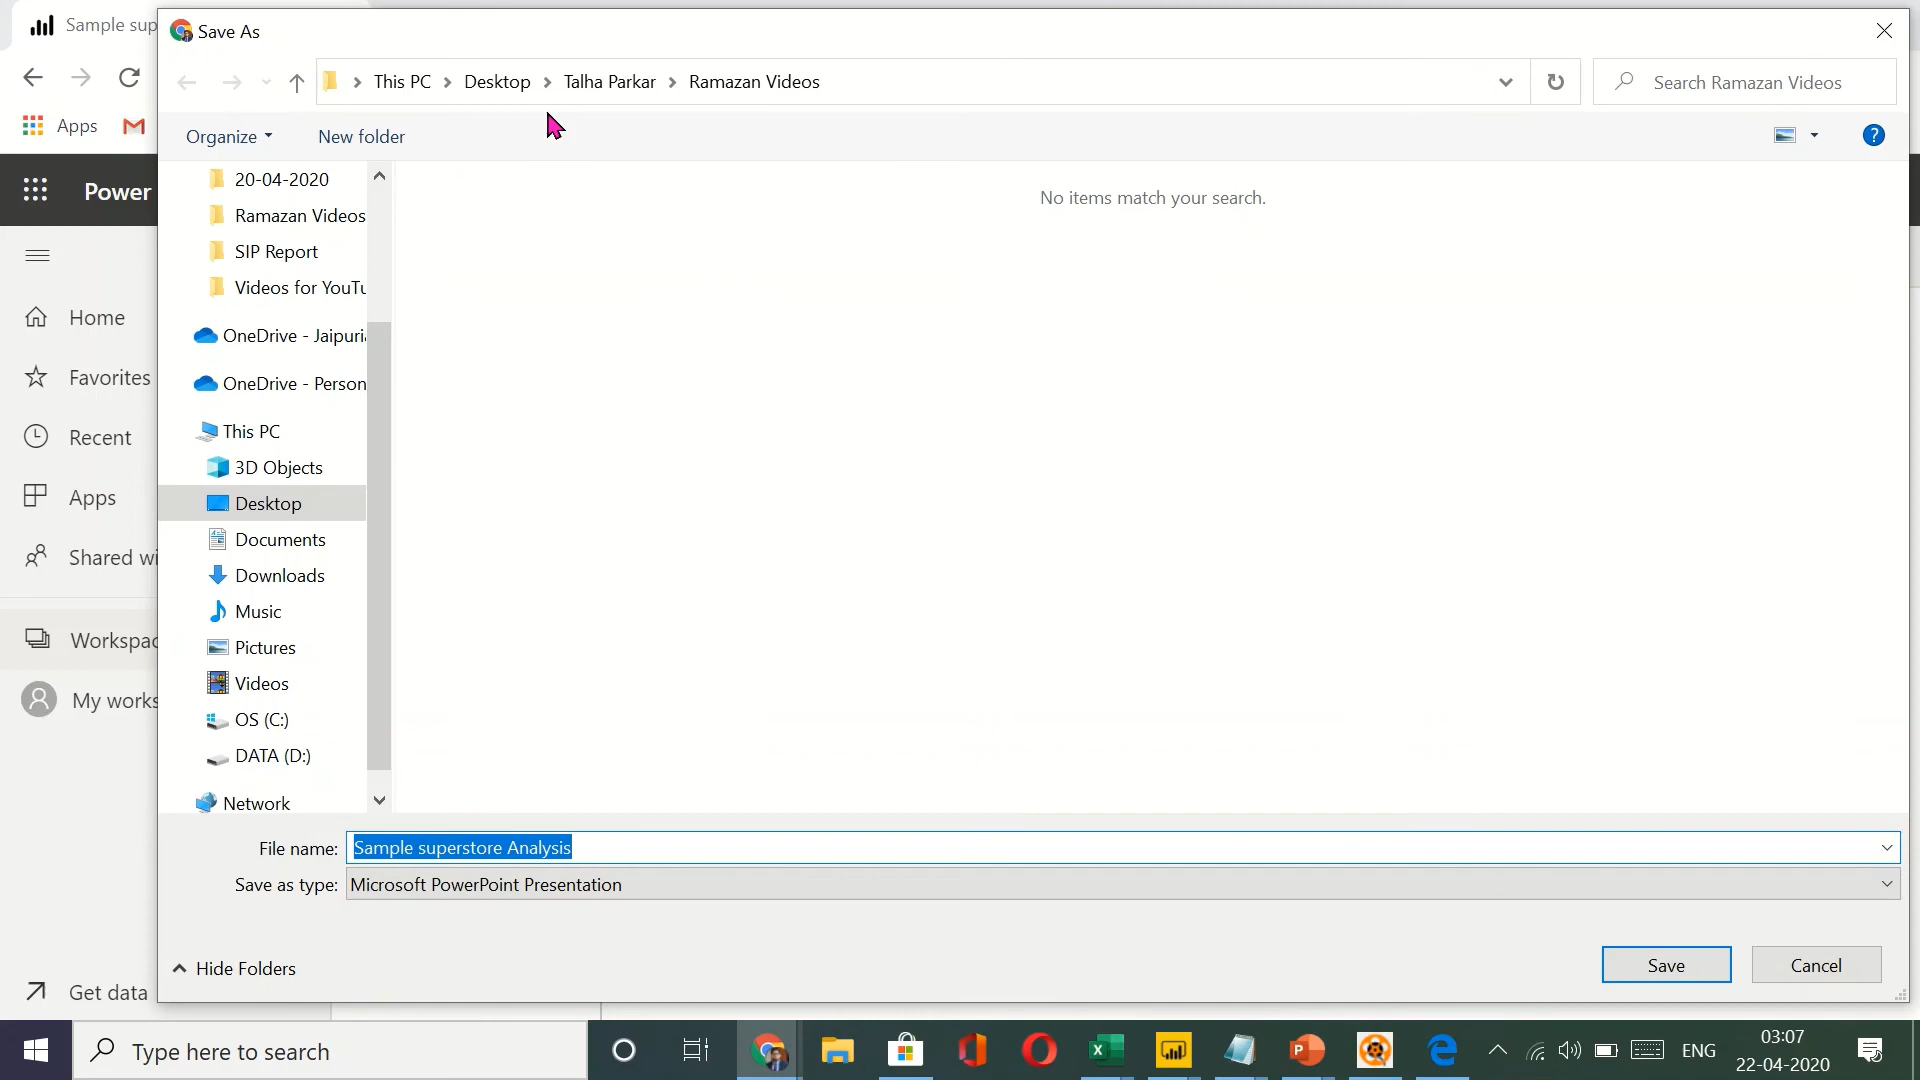 Sample sup
Save As
This PC > Desktop > Talha Parkar > Ramazan Videos
Search Ramazan Videos
Apps
Organize
New folder
Power
20-04-2020
No items match your search.
Ramazan Videos
SIP Report
Videos for YouTu
Home
OneDrive - Jaipuri
Favorites
OneDrive - Person
Recent
This PC
3D Objects
Apps
Desktop
Documents
Shared wi
Downloads
Music
Workspac
Pictures
Videos
My works
OS (C:)
DATA (D:)
Network
File name: Sample superstore Analysis
Save as type: Microsoft PowerPoint Presentation
Hide Folders
Save
Cancel
Get data
Type here to search
ENG
03:07
22-04-2020